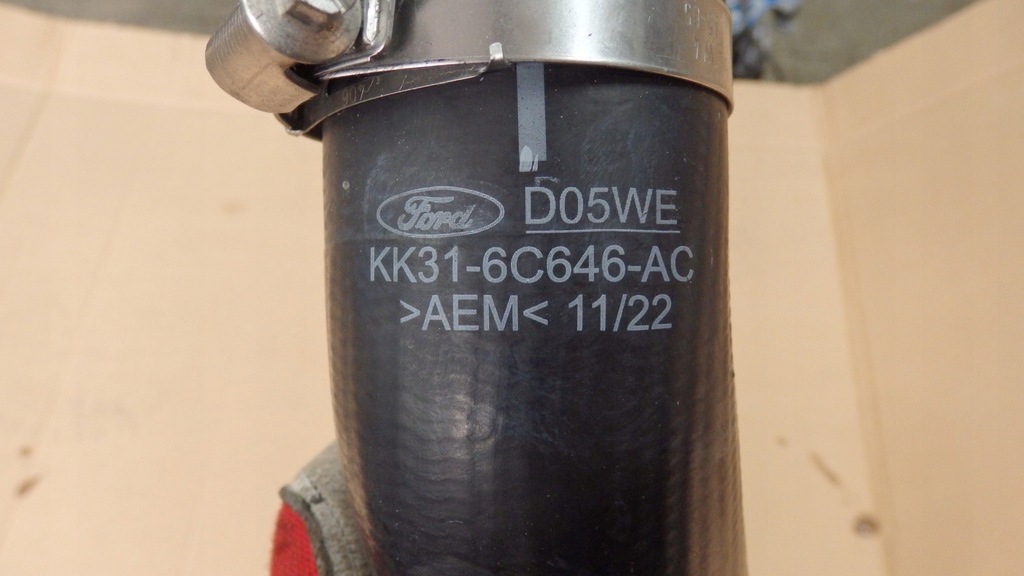 Ford D05WE
KK31-6C646-AC
>AEM< 11/22